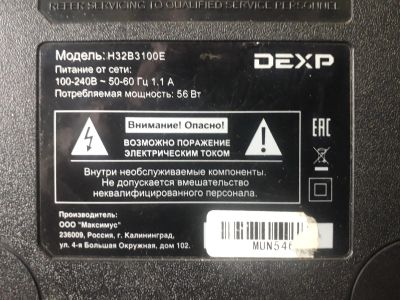 REFER SERVICING TO QUALIFIED SERVICE PERSONNEL
Модель: H32B3100E
DEXP
Питание от сети:
100-240В ~ 50-60 Гц 1.1 А
Потребляемая мощность: 56 Вт
Внимание! Опасно!
ВОЗМОЖНО ПОРАЖЕНИЕ
ЭЛЕКТРИЧЕСКИМ ТОКОМ
EAC
Внутри необслуживаемые компоненты.
Не допускается вмешательство
неквалифицированного персонала.
Производитель:
ООО "Максимус"
236009, Россия, г. Калининград,
ул. 4-я Большая Окружная, дом 102.
MUN546